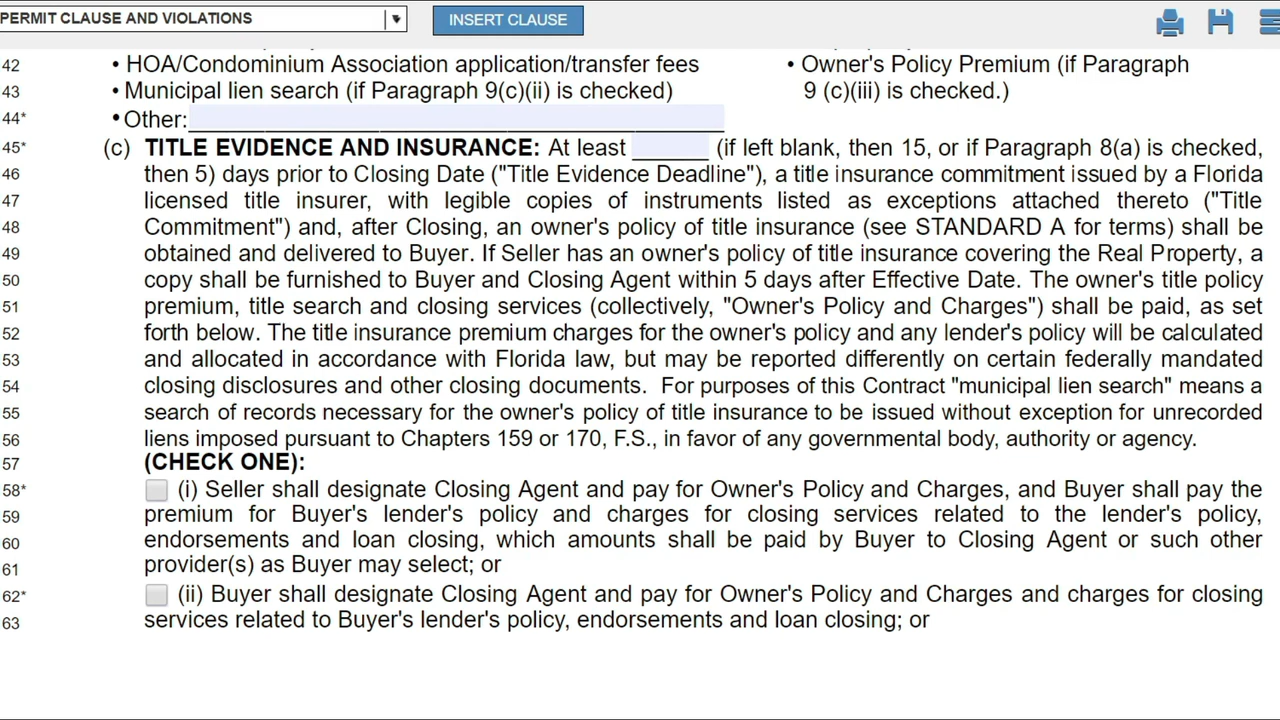 PERMIT CLAUSE AND VIOLATIONS
INSERT CLAUSE
42 • HOA/Condominium Association application/transfer fees • Owner's Policy Premium (if Paragraph
43 • Municipal lien search (if Paragraph 9(c)(ii) is checked) 9 (c)(iii) is checked.)
44* • Other:
45* (c) TITLE EVIDENCE AND INSURANCE: At least ______ (if left blank, then 15, or if Paragraph 8(a) is checked,
46 then 5) days prior to Closing Date ("Title Evidence Deadline"), a title insurance commitment issued by a Florida
47 licensed title insurer, with legible copies of instruments listed as exceptions attached thereto ("Title
48 Commitment") and, after Closing, an owner's policy of title insurance (see STANDARD A for terms) shall be
49 obtained and delivered to Buyer. If Seller has an owner's policy of title insurance covering the Real Property, a
50 copy shall be furnished to Buyer and Closing Agent within 5 days after Effective Date. The owner's title policy
51 premium, title search and closing services (collectively, "Owner's Policy and Charges") shall be paid, as set
52 forth below. The title insurance premium charges for the owner's policy and any lender's policy will be calculated
53 and allocated in accordance with Florida law, but may be reported differently on certain federally mandated
54 closing disclosures and other closing documents. For purposes of this Contract "municipal lien search" means a
55 search of records necessary for the owner's policy of title insurance to be issued without exception for unrecorded
56 liens imposed pursuant to Chapters 159 or 170, F.S., in favor of any governmental body, authority or agency.
57 (CHECK ONE):
58* (i) Seller shall designate Closing Agent and pay for Owner's Policy and Charges, and Buyer shall pay the
59 premium for Buyer's lender's policy and charges for closing services related to the lender's policy,
60 endorsements and loan closing, which amounts shall be paid by Buyer to Closing Agent or such other
61 provider(s) as Buyer may select; or
62* (ii) Buyer shall designate Closing Agent and pay for Owner's Policy and Charges and charges for closing
63 services related to Buyer's lender's policy, endorsements and loan closing; or